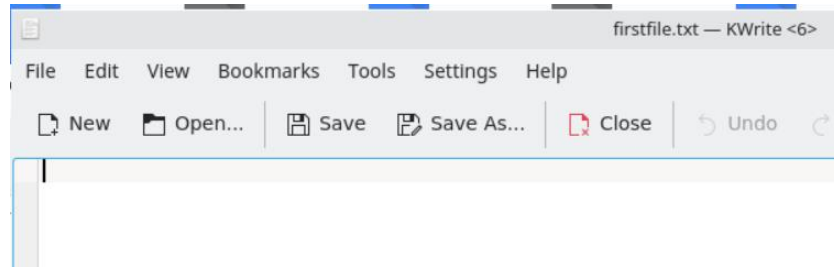 firstfile.txt — KWrite <6>
File Edit View Bookmarks Tools Settings Help
New Open... Save Save As... Close Undo